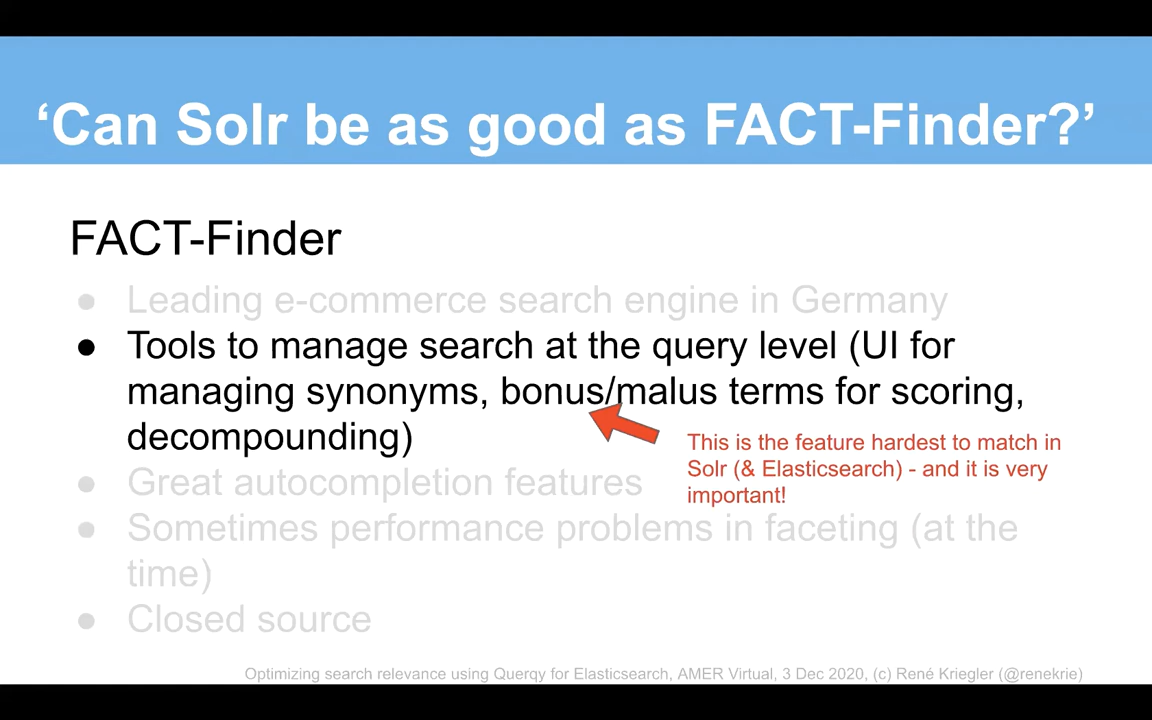 ‘Can Solr be as good as FACT-Finder?’
FACT-Finder
● Leading e-commerce search engine in Germany
● Tools to manage search at the query level (UI for
managing synonyms, bonus/malus terms for scoring,
decompounding)
This is the feature hardest to match in
Solr (& Elasticsearch) - and it is very
important!
● Great autocompletion features
● Sometimes performance problems in faceting (at the
time)
● Closed source
Optimizing search relevance using Querqy for Elasticsearch, AMER Virtual, 3 Dec 2020, (c) René Kriegler (@renekrie)